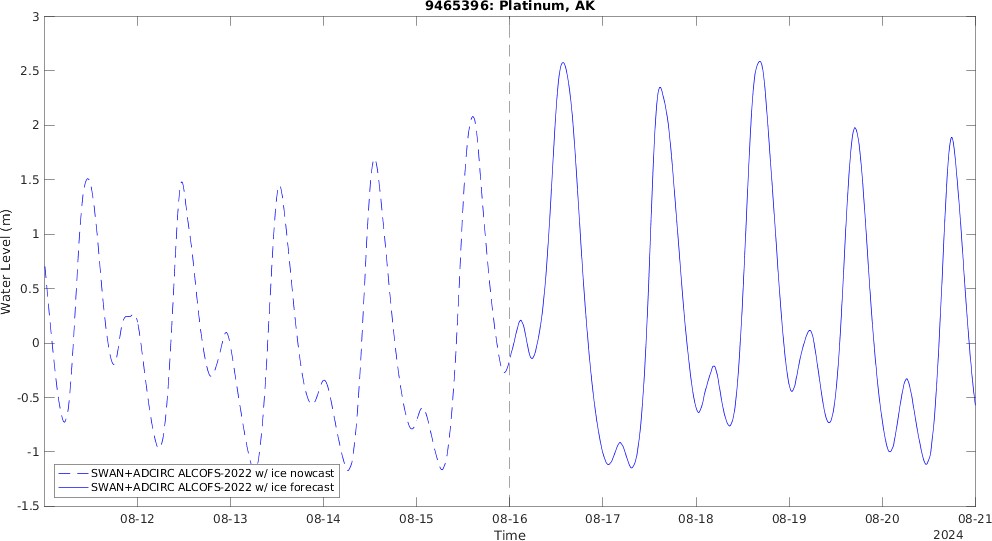 9465396: Platinum, AK
3
2.5
2
1.5
1
0.5
0
-0.5
-1
-1.5
Water Level (m)
SWAN+ADCIRC ALCOFS-2022 w/ ice nowcast
SWAN+ADCIRC ALCOFS-2022 w/ ice forecast
08-12 08-13 08-14 08-15 08-16 08-17 08-18 08-19 08-20 08-21
Time
2024